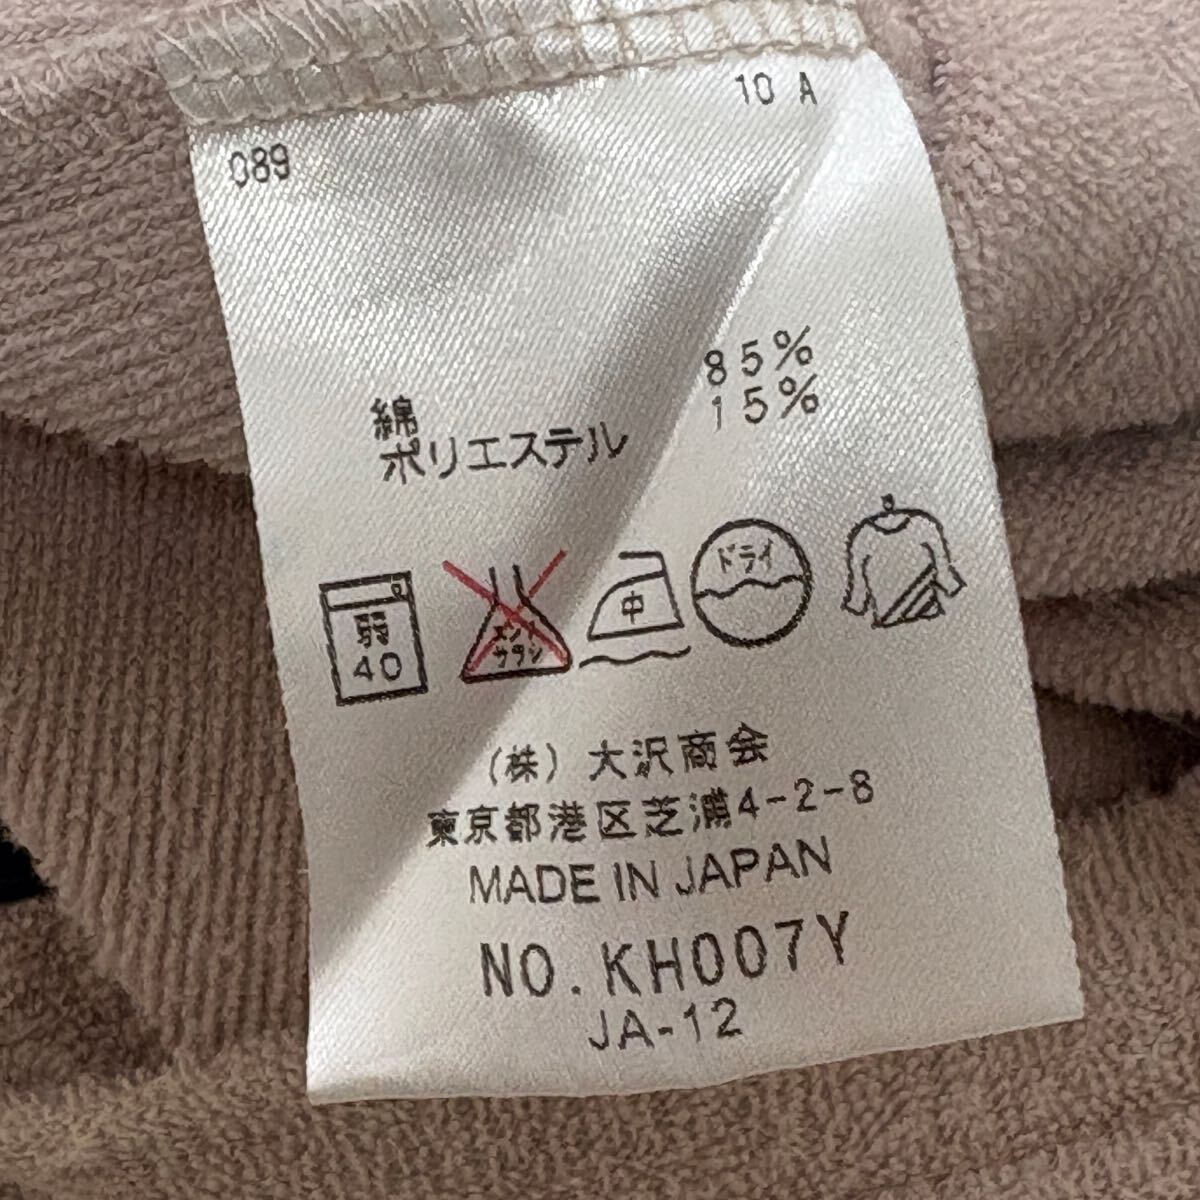 10 A
089
綿 85%
ポリエステル 15%
弱
40
エンソ
サラシ
中
ドライ
(株) 大沢商会
東京都港区芝浦4-2-8
MADE IN JAPAN
NO.KH007Y
JA-12